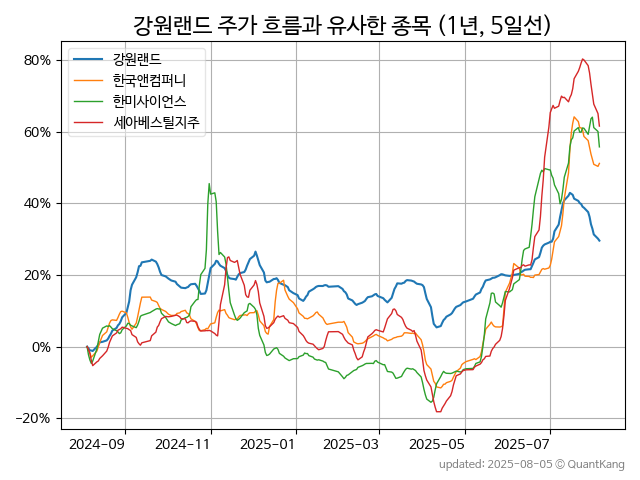 강원랜드 주가 흐름과 유사한 종목 (1년, 5일선)
강원랜드
한국앤컴퍼니
한미사이언스
세아베스틸지주
80%
60%
40%
20%
0%
−20%
2024-09 2024-11 2025-01 2025-03 2025-05 2025-07
updated: 2025-08-05 © QuantKang